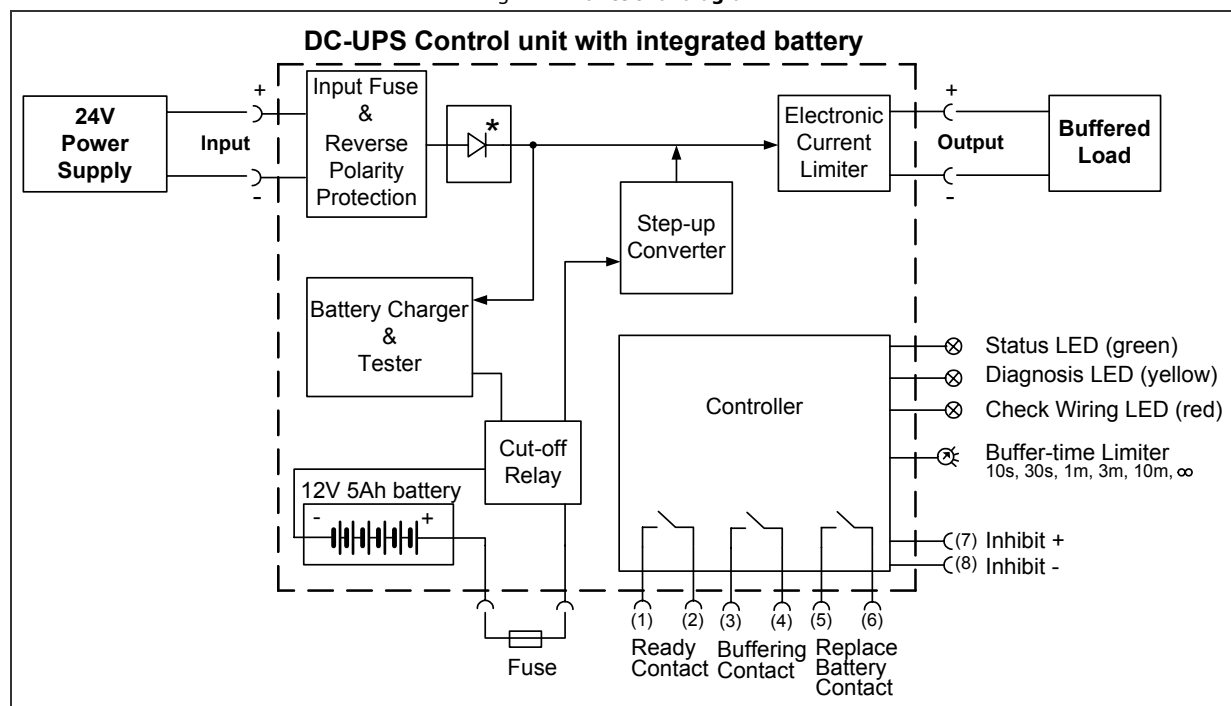 DC-UPS Control unit with integrated battery
24V
Power
Supply
+
Input
-
Input Fuse
&
Reverse
Polarity
Protection
*
Electronic
Current
Limiter
+
Output
-
Buffered
Load
Step-up
Converter
Battery Charger
&
Tester
Cut-off
Relay
12V 5Ah battery
- +
Fuse
Controller
Status LED (green)
Diagnosis LED (yellow)
Check Wiring LED (red)
Buffer-time Limiter
10s, 30s, 1m, 3m, 10m, ∞
(7) Inhibit +
(8) Inhibit -
(1) (2) (3) (4) (5) (6)
Ready
Contact
Buffering
Contact
Replace
Battery
Contact